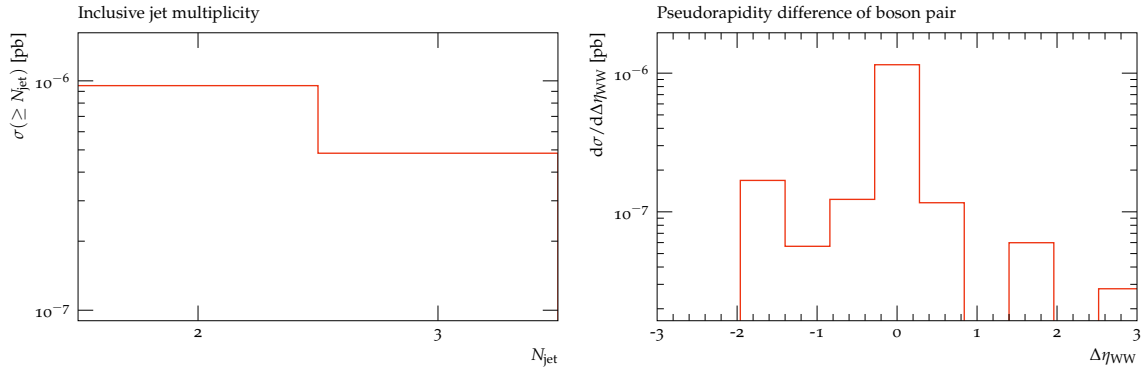 Inclusive jet multiplicity
σ(≥ N_jet) [pb]
10^−6
10^−7
2 3
N_jet
Pseudorapidity difference of boson pair
dσ/dΔη_WW [pb]
10^−6
10^−7
-3 -2 -1 0 1 2 3
Δη_WW